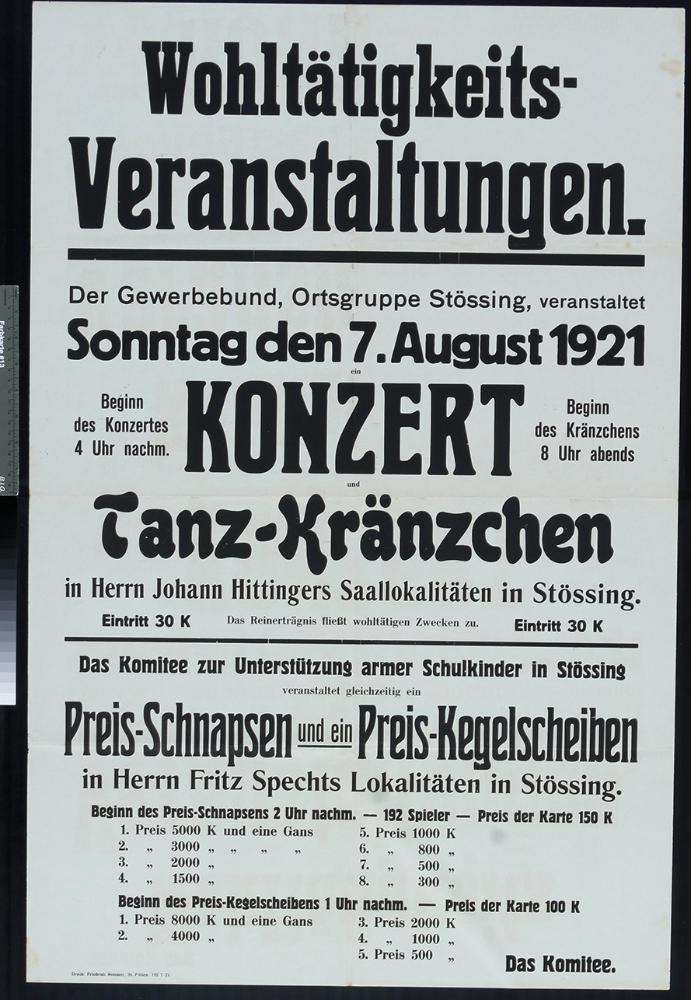 Wohltätigkeits-
Veranstaltungen.
Der Gewerbebund, Ortsgruppe Stössing, veranstaltet
Sonntag den 7. August 1921
ein
Beginn
des Konzertes
4 Uhr nachm.
KONZERT
Beginn
des Kränzchens
8 Uhr abends
und
Tanz-Kränzchen
in Herrn Johann Hittingers Saallokalitäten in Stössing.
Eintritt 30 K Das Reinerträgnis fließt wohltätigen Zwecken zu. Eintritt 30 K
Das Komitee zur Unterstützung armer Schulkinder in Stössing
veranstaltet gleichzeitig ein
Preis-Schnapsen und ein Preis-Kegelscheiben
in Herrn Fritz Spechts Lokalitäten in Stössing.
Beginn des Preis-Schnapsens 2 Uhr nachm. — 192 Spieler — Preis der Karte 150 K
1. Preis 5000 K und eine Gans
2. „ 3000 „ „ „ „
3. „ 2000 „
4. „ 1500 „
5. Preis 1000 K
6. „ 800 „
7. „ 500 „
8. „ 300 „
Beginn des Preis-Kegelscheibens 1 Uhr nachm. — Preis der Karte 100 K
1. Preis 8000 K und eine Gans
2. „ 4000 „
3. Preis 2000 K
4. „ 1000 „
5. Preis 500 „
Das Komitee.
Druck Friedrich St. Pölten.